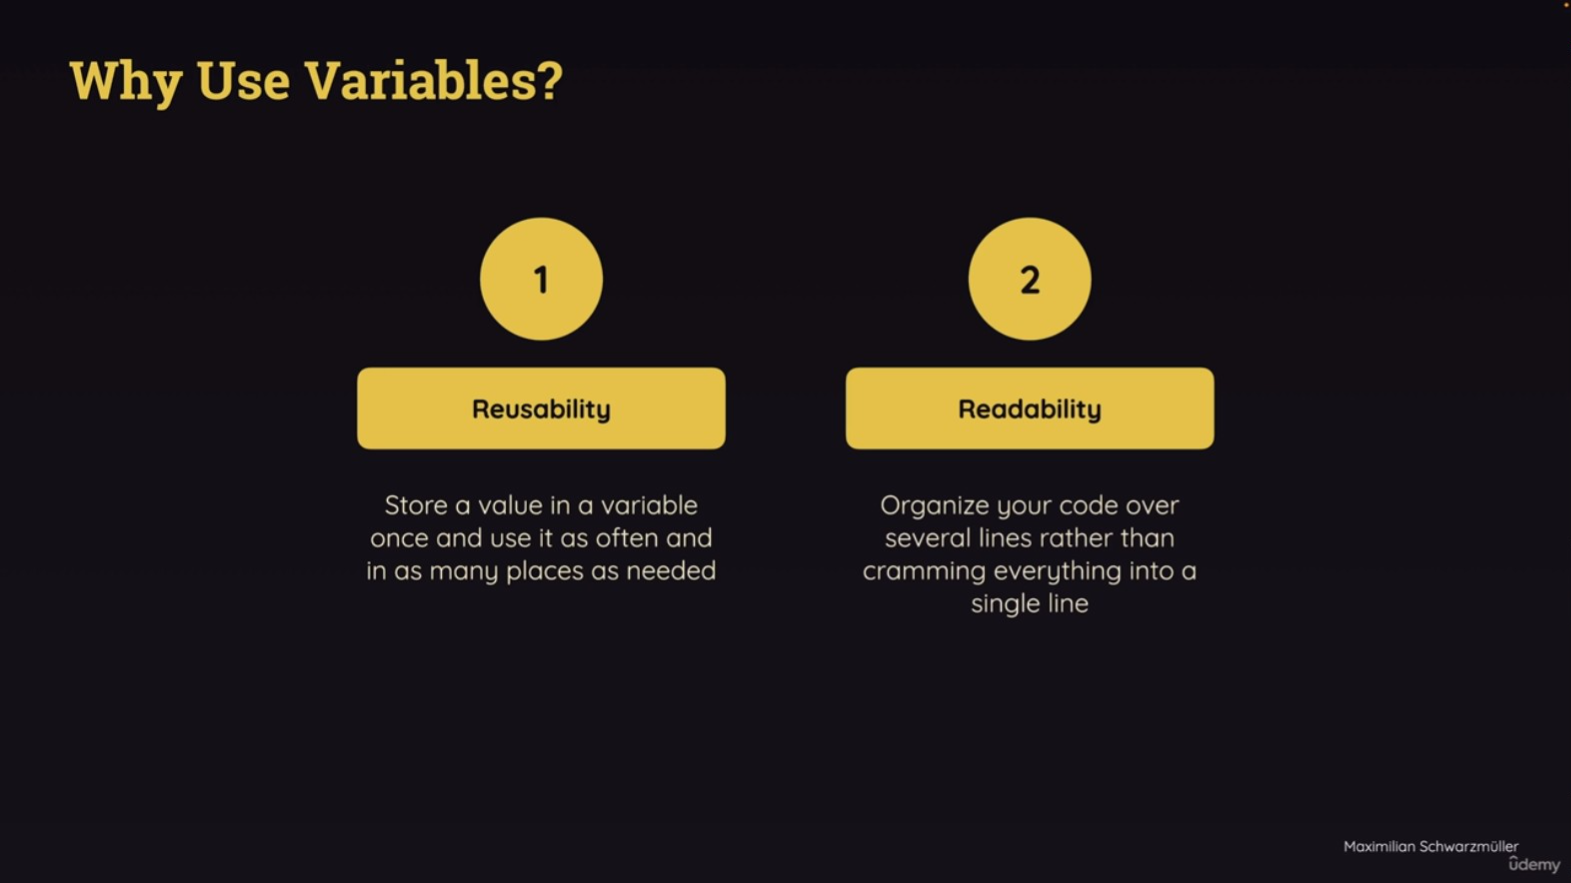 Why Use Variables?
1
Reusability
Store a value in a variable
once and use it as often and
in as many places as needed
2
Readability
Organize your code over
several lines rather than
cramming everything into a
single line
Maximilian Schwarzmüller
ûdemy